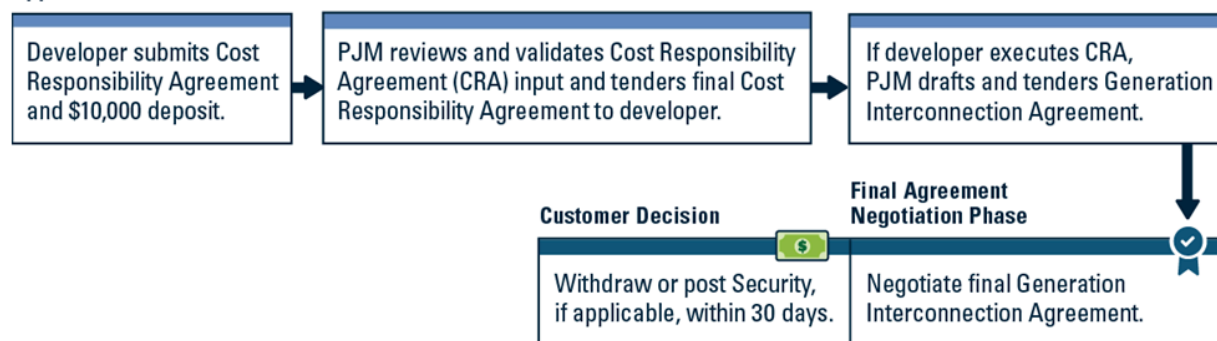 Developer submits Cost
Responsibility Agreement
and $10,000 deposit.
PJM reviews and validates Cost Responsibility
Agreement (CRA) input and tenders final Cost
Responsibility Agreement to developer.
If developer executes CRA,
PJM drafts and tenders Generation
Interconnection Agreement.
Customer Decision
Final Agreement
Negotiation Phase
$
Withdraw or post Security,
if applicable, within 30 days.
Negotiate final Generation
Interconnection Agreement.